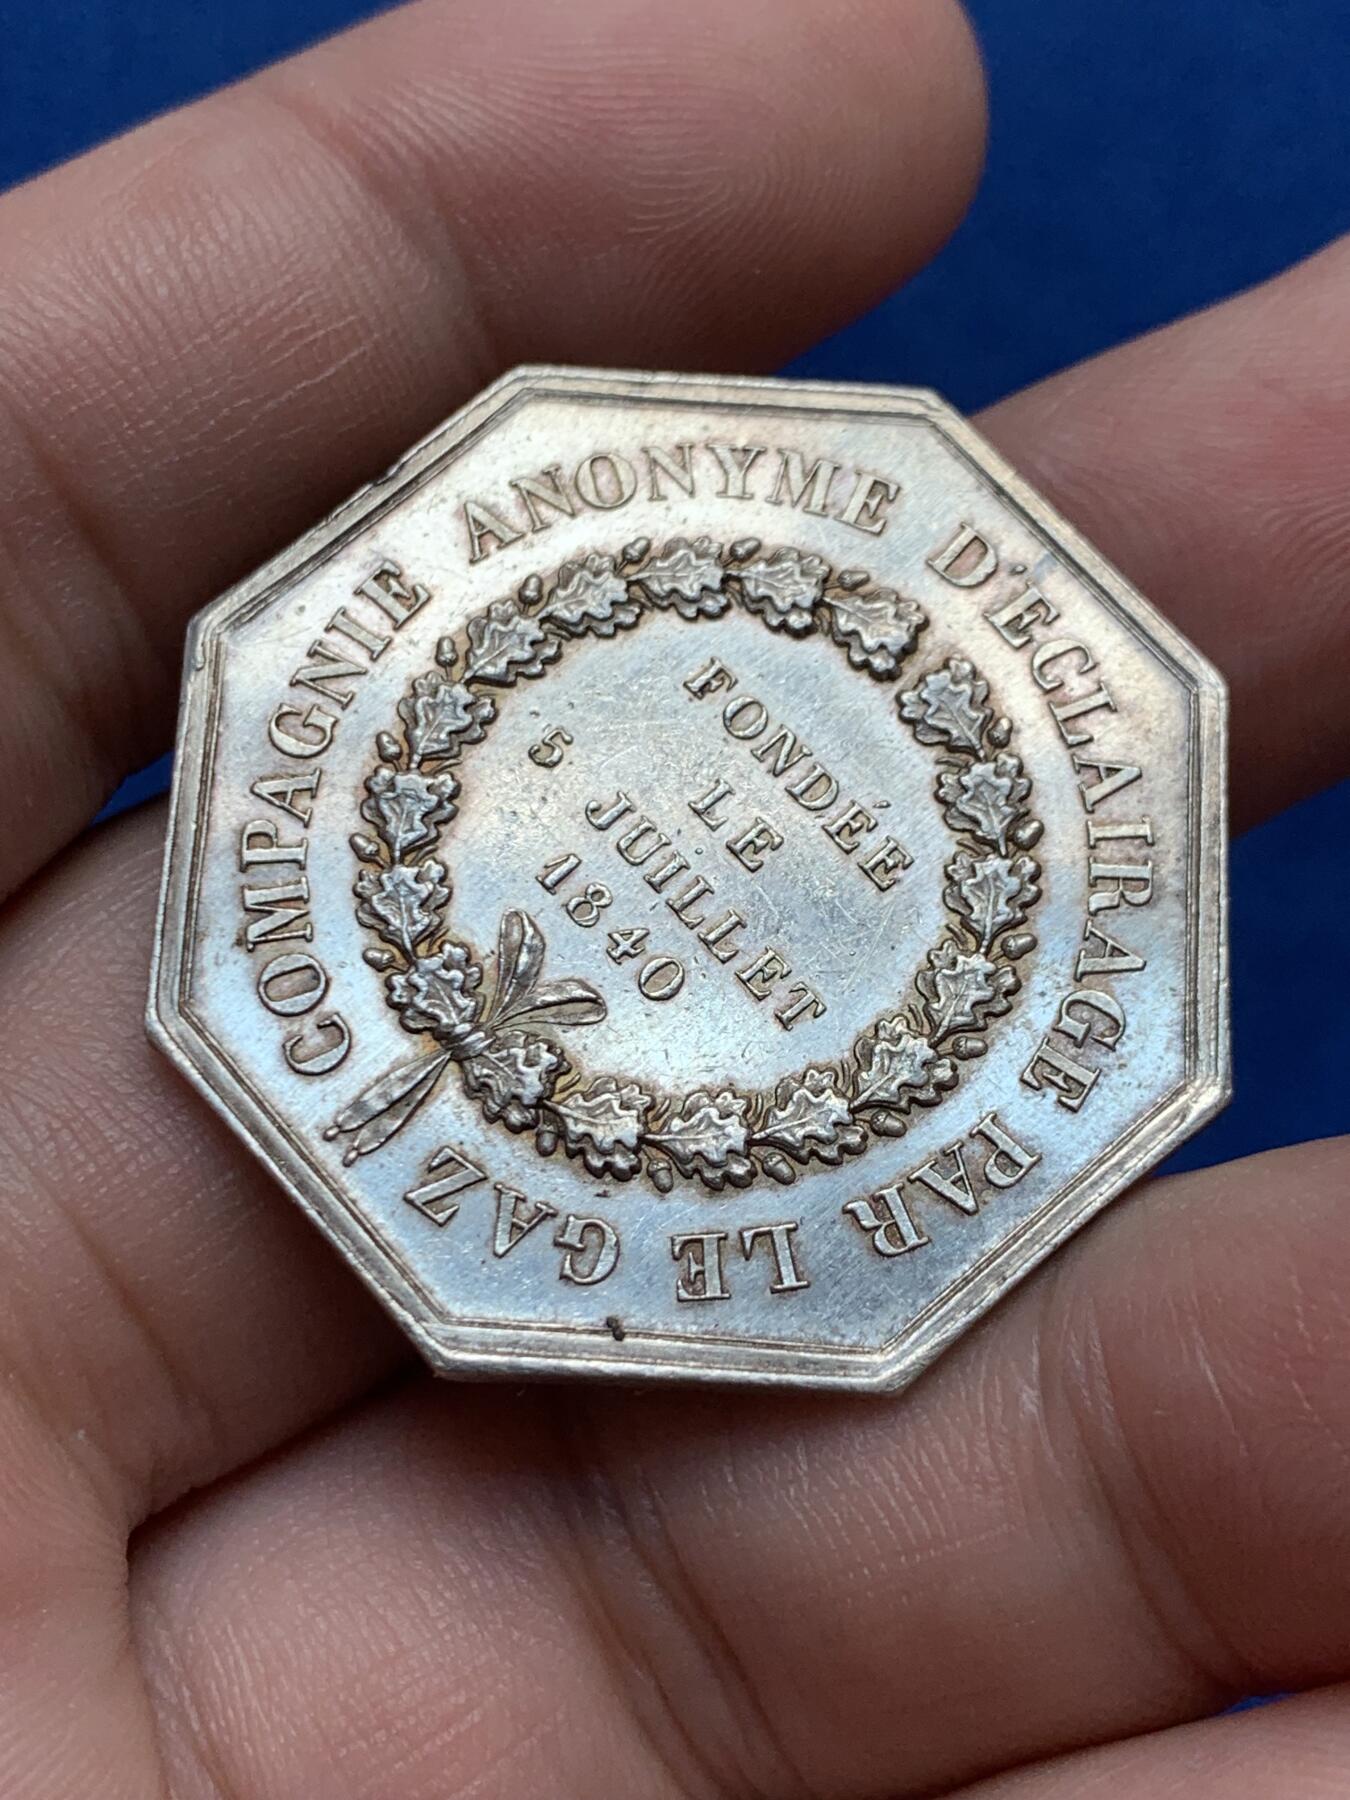 COMPAGNIE ANONYME D'ECLAIRAGE PAR LE GAZ
FONDÉE
LE
5 JUILLET
1840